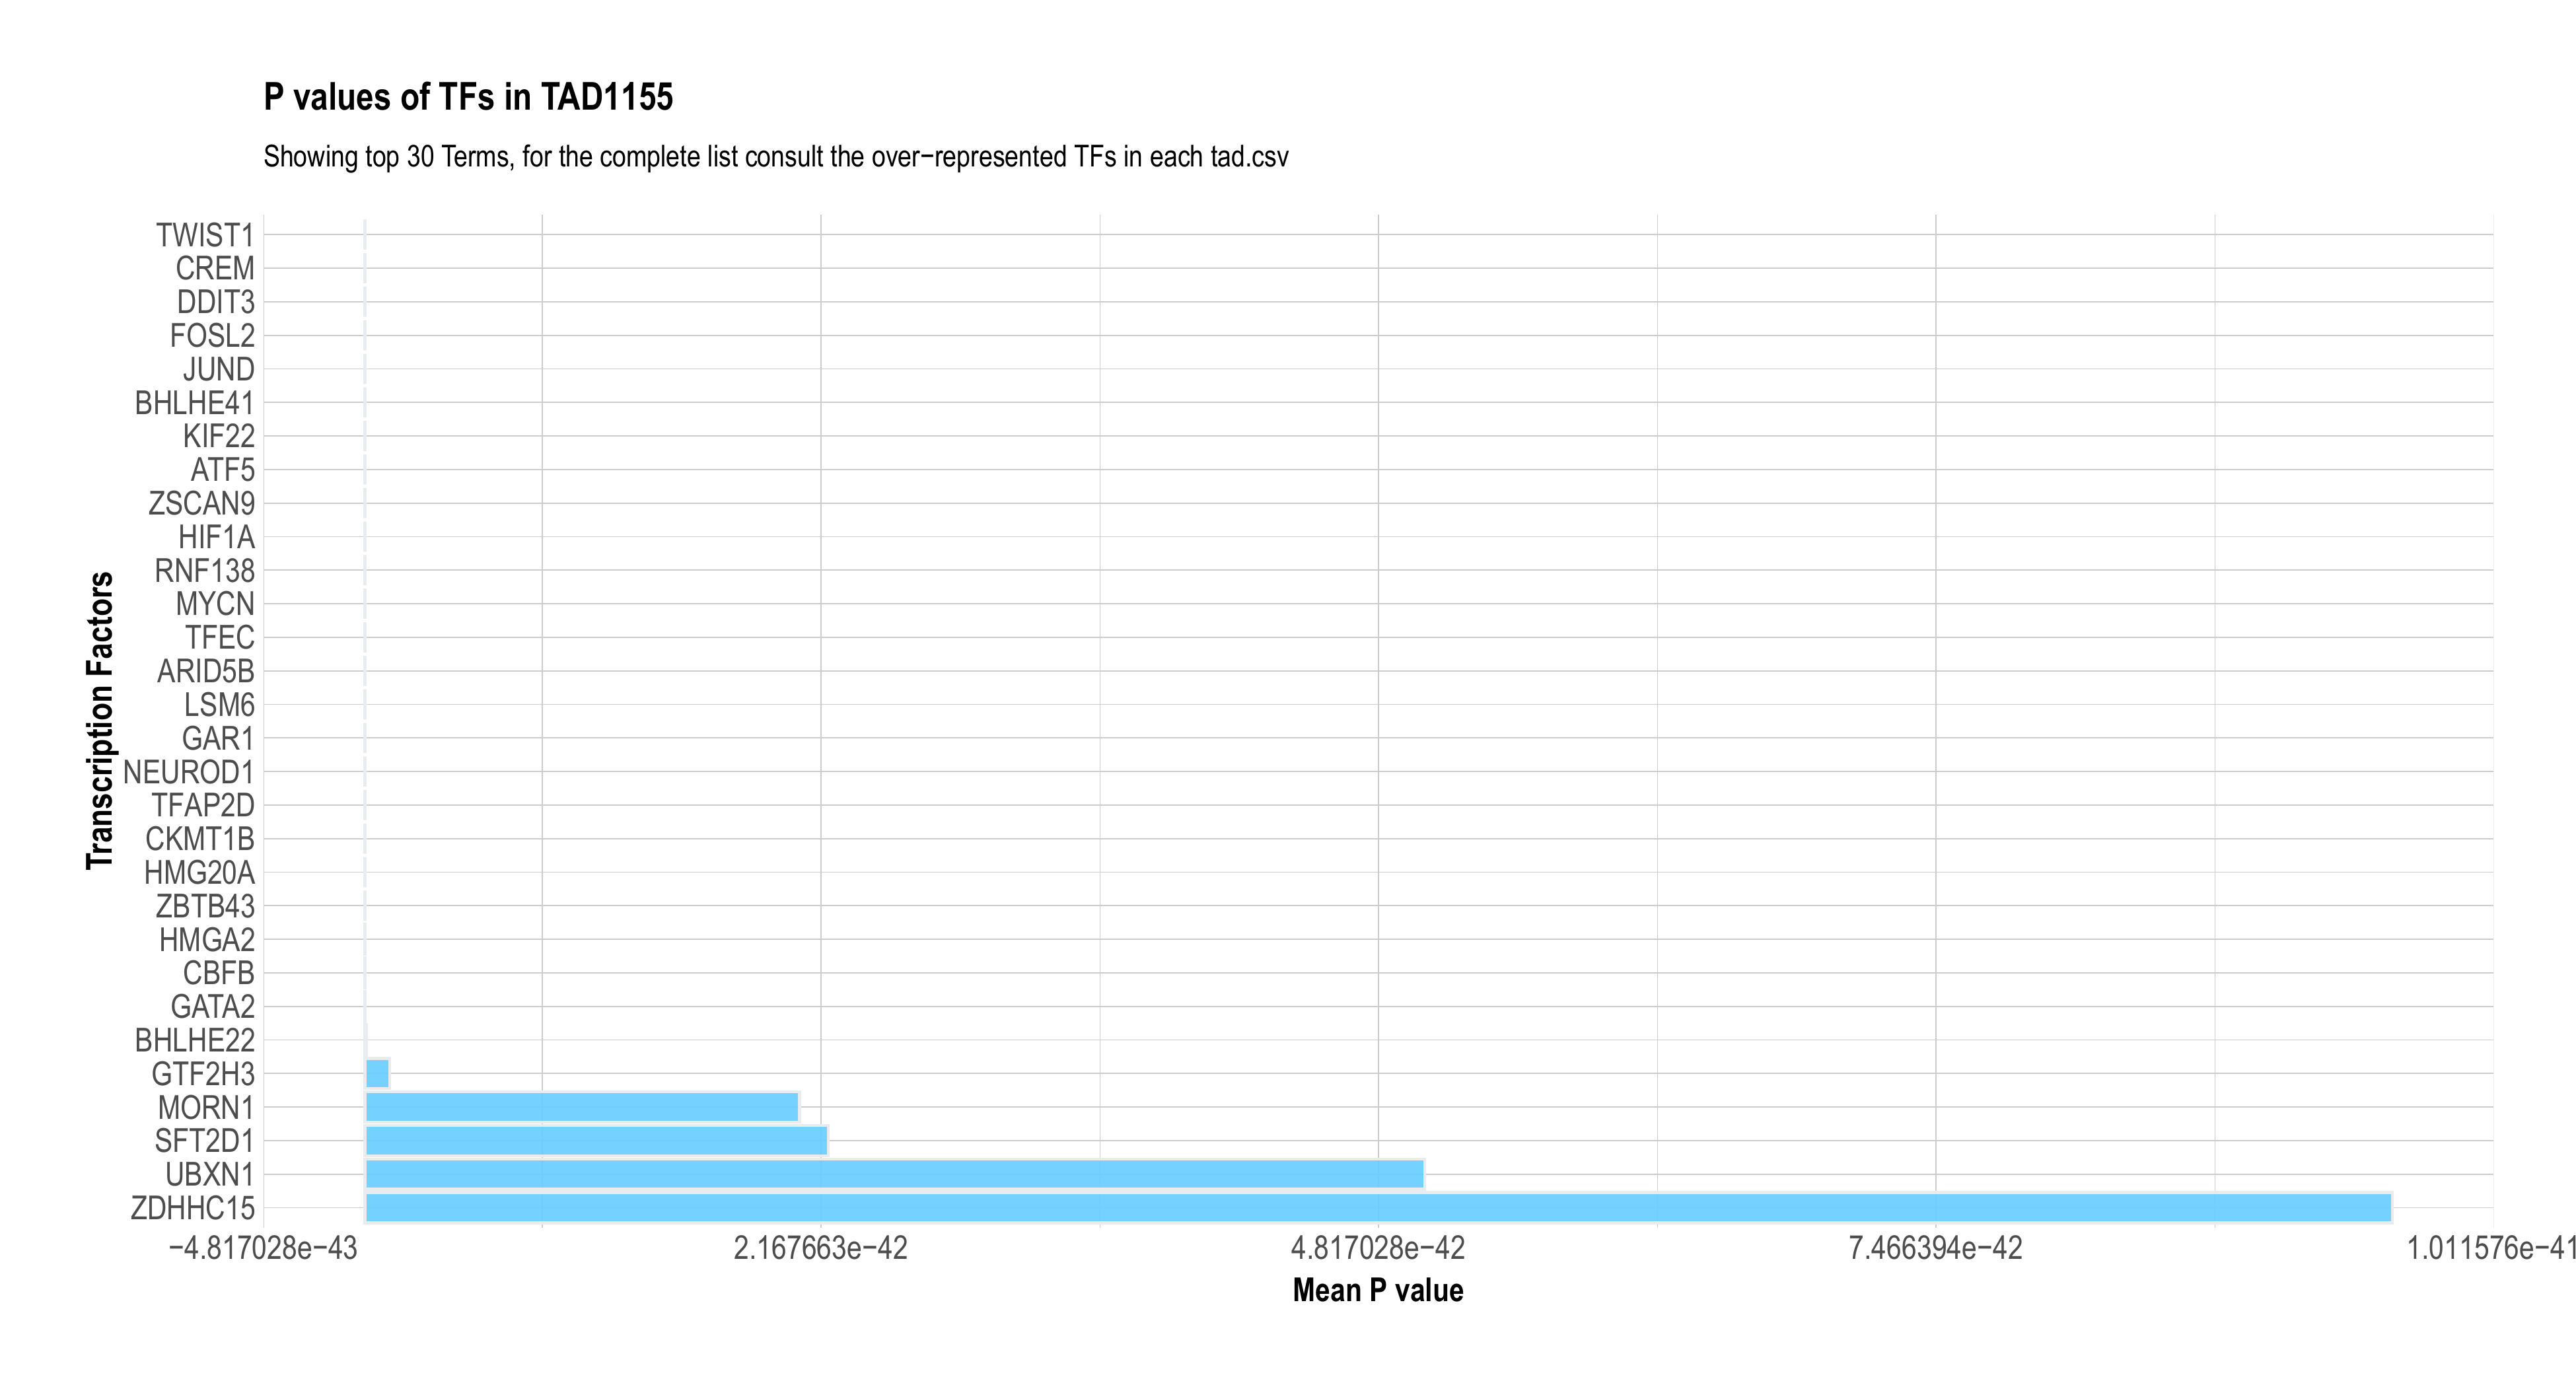 P values of TFs in TAD1155
Showing top 30 Terms, for the complete list consult the over−represented TFs in each tad.csv
Transcription Factors
TWIST1
CREM
DDIT3
FOSL2
JUND
BHLHE41
KIF22
ATF5
ZSCAN9
HIF1A
RNF138
MYCN
TFEC
ARID5B
LSM6
GAR1
NEUROD1
TFAP2D
CKMT1B
HMG20A
ZBTB43
HMGA2
CBFB
GATA2
BHLHE22
GTF2H3
MORN1
SFT2D1
UBXN1
ZDHHC15
−4.817028e−43 2.167663e−42 4.817028e−42 7.466394e−42 1.011576e−41
Mean P value